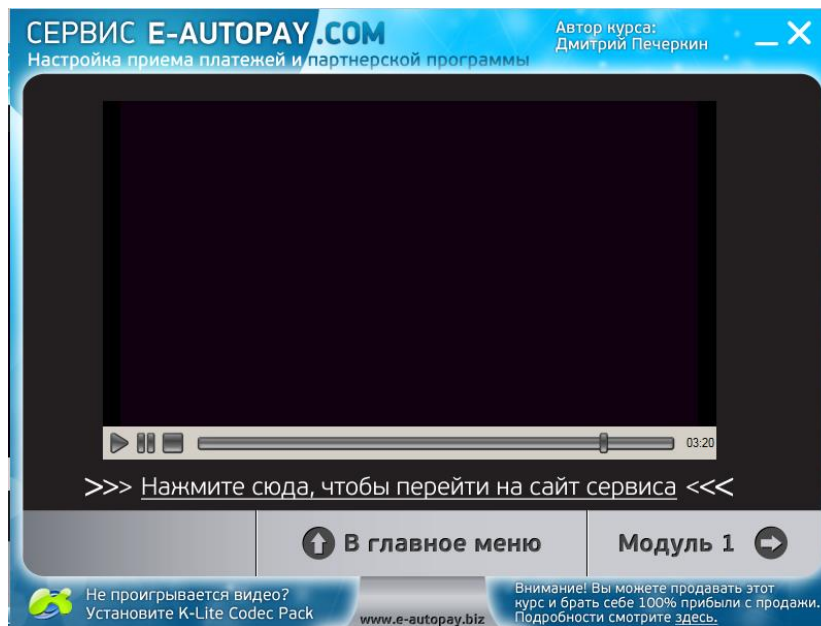 СЕРВИС E-AUTOPAY.COM
Настройка приема платежей и партнерской программы
Автор курса:
Дмитрий Печеркин
03:20
>>> Нажмите сюда, чтобы перейти на сайт сервиса <<<
В главное меню
Модуль 1
Не проигрывается видео?
Установите K-Lite Codec Pack
www.e-autopay.biz
Внимание! Вы можете продавать этот
курс и брать себе 100% прибыли с продажи.
Подробности смотрите здесь.